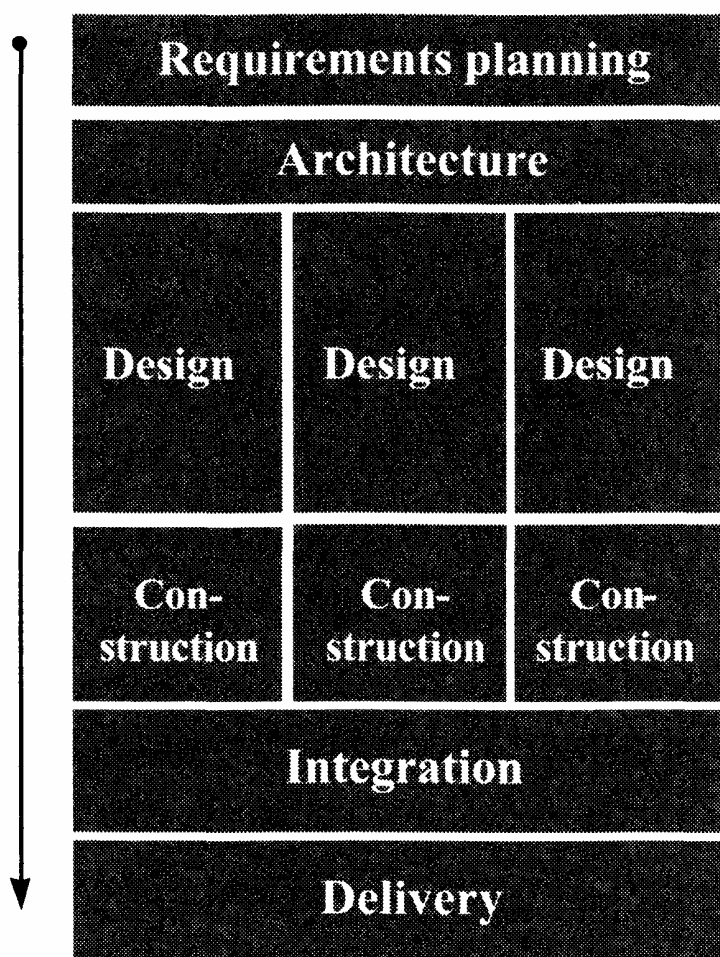 Requirements planning
Architecture
Design Design Design
Con- Con- Con-
struction struction struction
Integration
Delivery